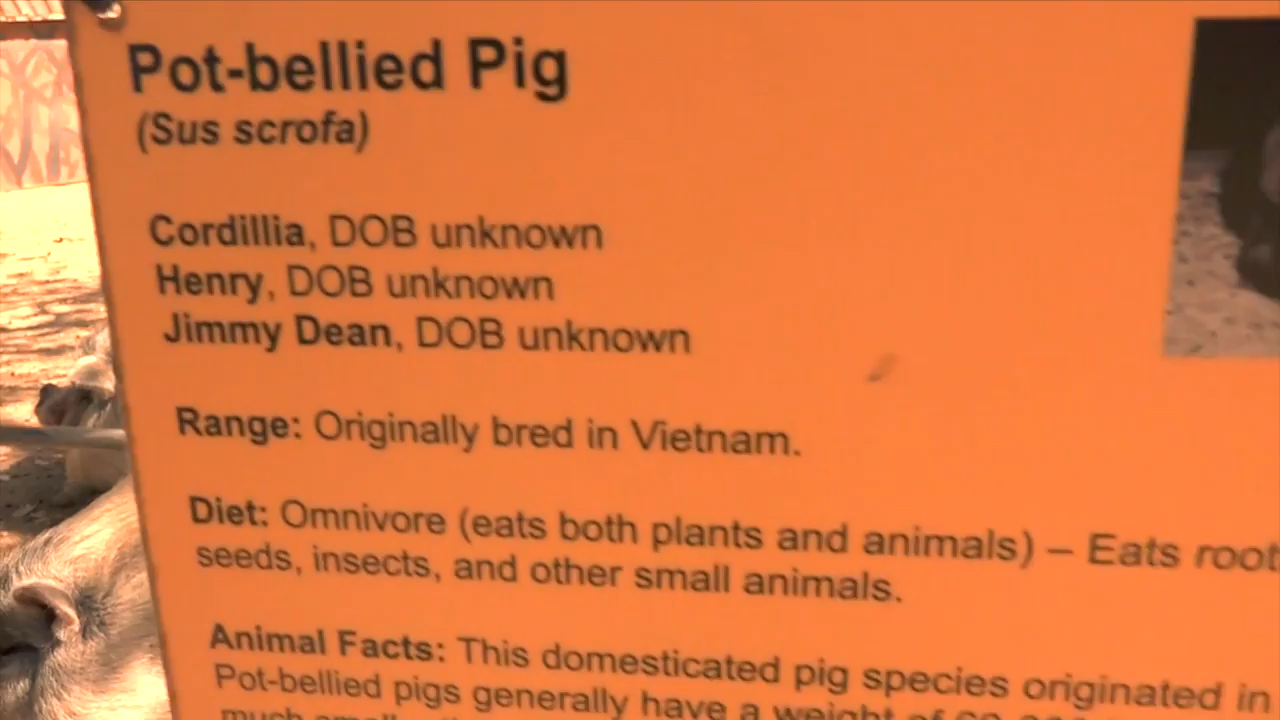 Pot-bellied Pig
(Sus scrofa)
Cordillia, DOB unknown
Henry, DOB unknown
Jimmy Dean, DOB unknown
Range: Originally bred in Vietnam.
Diet: Omnivore (eats both plants and animals) – Eats root
seeds, insects, and other small animals.
Animal Facts: This domesticated pig species originated in
Pot-bellied pigs generally have a weight of
much